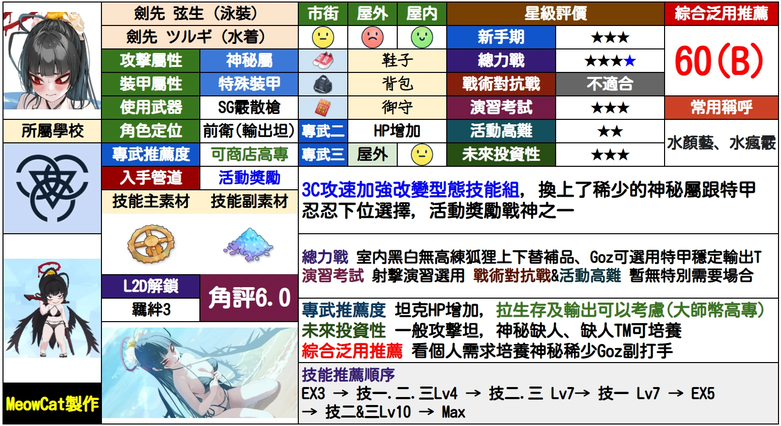 劍先 弦生（泳裝）
劍先 ツルギ（水着）
攻擊屬性 神秘屬
裝甲屬性 特殊裝甲
使用武器 SG霰散槍
所屬學校 角色定位 前衛(輸出坦)
專武推薦度 可商店高專
入手管道 活動獎勵
技能主素材 技能副素材
L2D解鎖
羈絆3
角評6.0
MeowCat製作
市街 屋外 屋內
鞋子
背包
御守
專武二 HP增加
專武三 屋外
星級評價
新手期 ★★★
總力戰 ★★★★
戰術對抗戰 不適合
演習考試 ★★★
活動高難 ★★
未來投資性 ★★★
綜合泛用推薦
60(B)
常用稱呼
水顏藝、水瘋霰
3C攻速加強改變型態技能組，換上了稀少的神秘屬跟特甲
忍忍下位選擇，活動獎勵戰神之一
總力戰 室內黑白無高練狐狸上下替補品、Goz可選用特甲穩定輸出T
演習考試 射擊演習選用 戰術對抗戰&活動高難 暫無特別需要場合
專武推薦度 坦克HP增加，拉生存及輸出可以考慮(大師幣高專)
未來投資性 一般攻擊坦，神秘缺人、缺人TM可培養
綜合泛用推薦 看個人需求培養神秘稀少Goz副打手
技能推薦順序
EX3 → 技一.二.三Lv4 → 技二.三 Lv7→ 技一 Lv7 → EX5
→ 技二&三Lv10 → Max